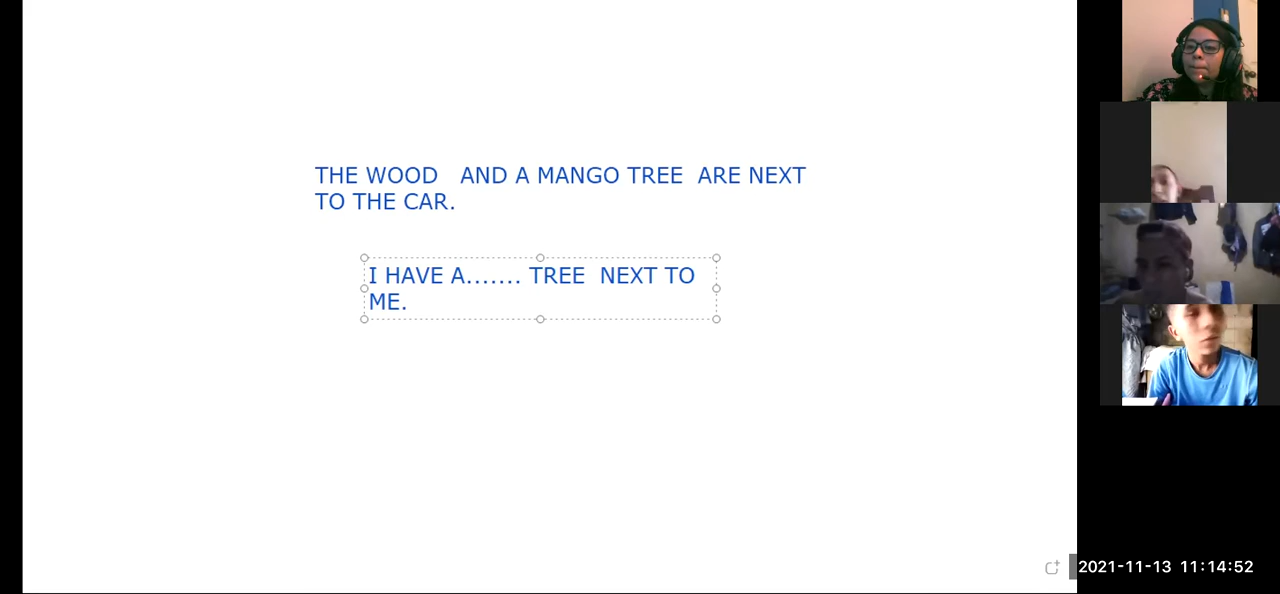 THE WOOD   AND A MANGO TREE  ARE NEXT
TO THE CAR.
I HAVE A....... TREE  NEXT TO
ME.
2021-11-13 11:14:52